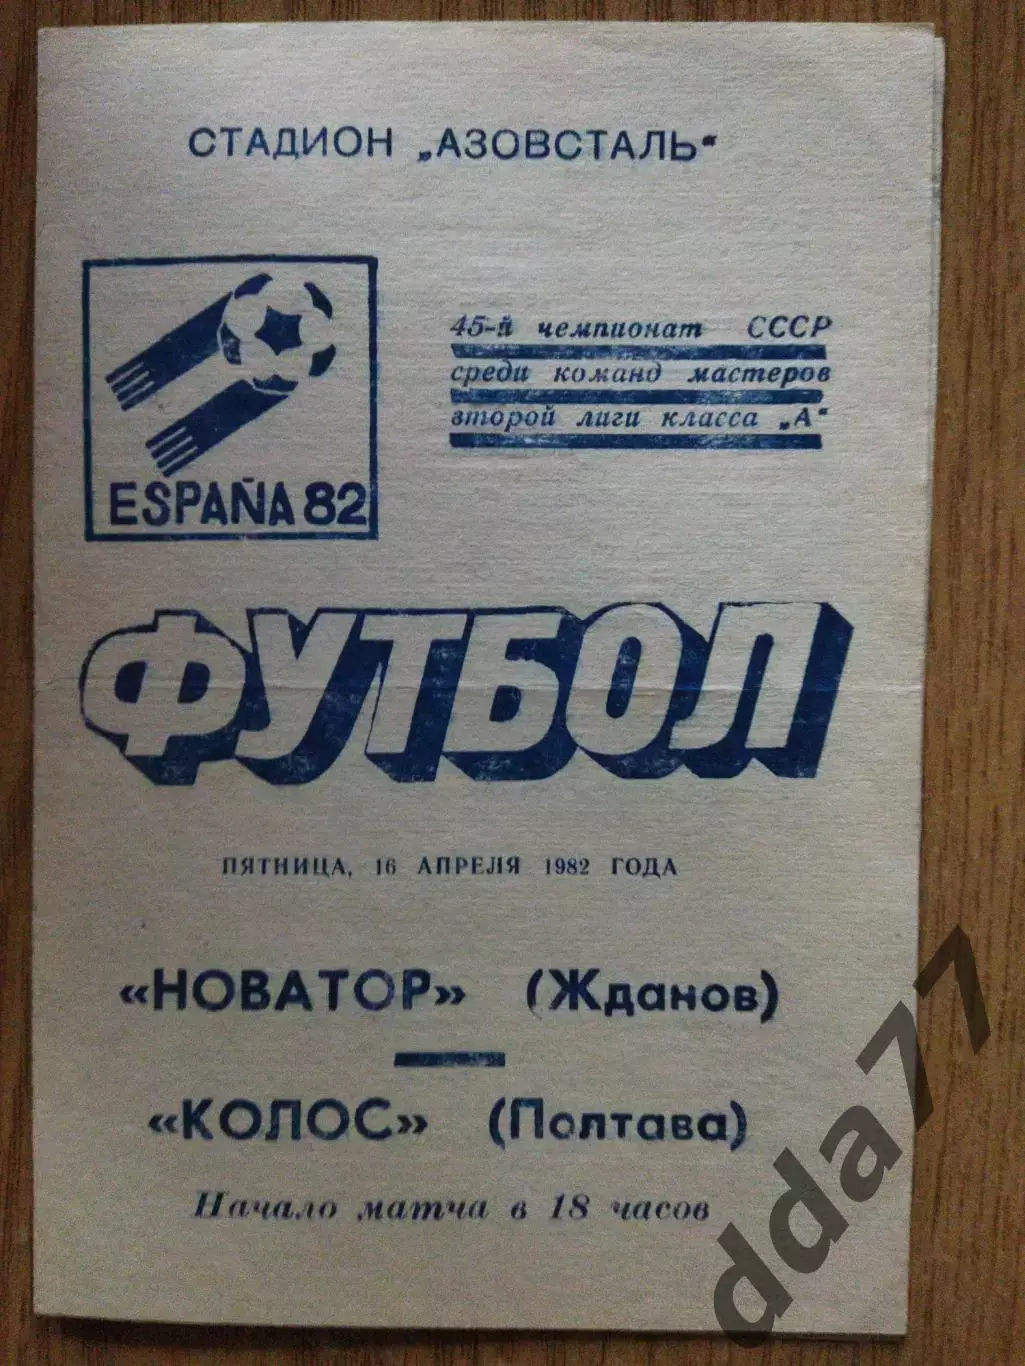 СТАДИОН „АЗОВСТАЛЬ“
45-й чемпионат СССР
среди команд мастеров
второй лиги класса „А“
ESPAÑA 82
ФУТБОЛ
ПЯТНИЦА, 16 АПРЕЛЯ 1982 ГОДА
«НОВАТОР» (Жданов)
—
«КОЛОС» (Полтава)
Начало матча в 18 часов
dda77